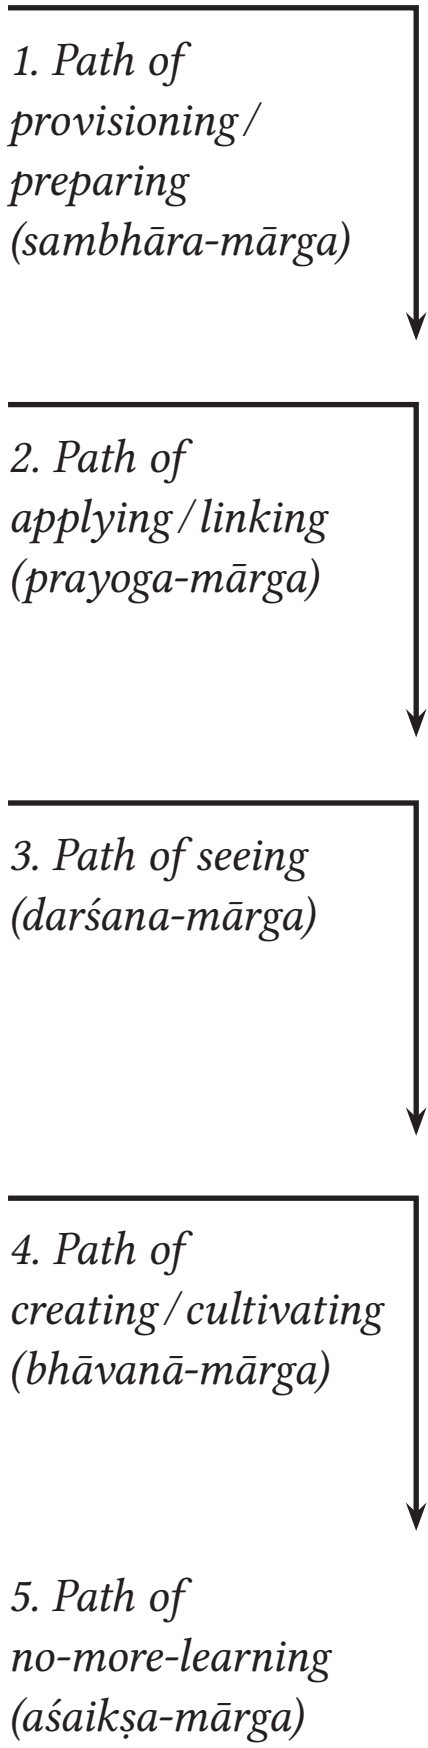 1. Path of
provisioning/
preparing
(sambhāra-mārga)
2. Path of
applying/linking
(prayoga-mārga)
3. Path of seeing
(darśana-mārga)
4. Path of
creating/cultivating
(bhāvanā-mārga)
5. Path of
no-more-learning
(aśaikṣa-mārga)